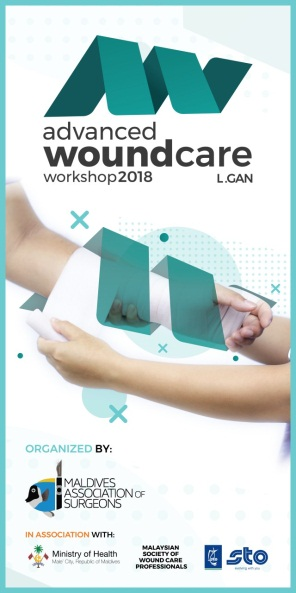 advanced
woundcare
workshop2018 L.GAN
ORGANIZED BY:
MALDIVES
ASSOCIATION OF
SURGEONS
IN ASSOCIATION WITH:
Ministry of Health
Male' City, Republic of Maldives
MALAYSIAN
SOCIETY OF
WOUND CARE
PROFESSIONALS
sto